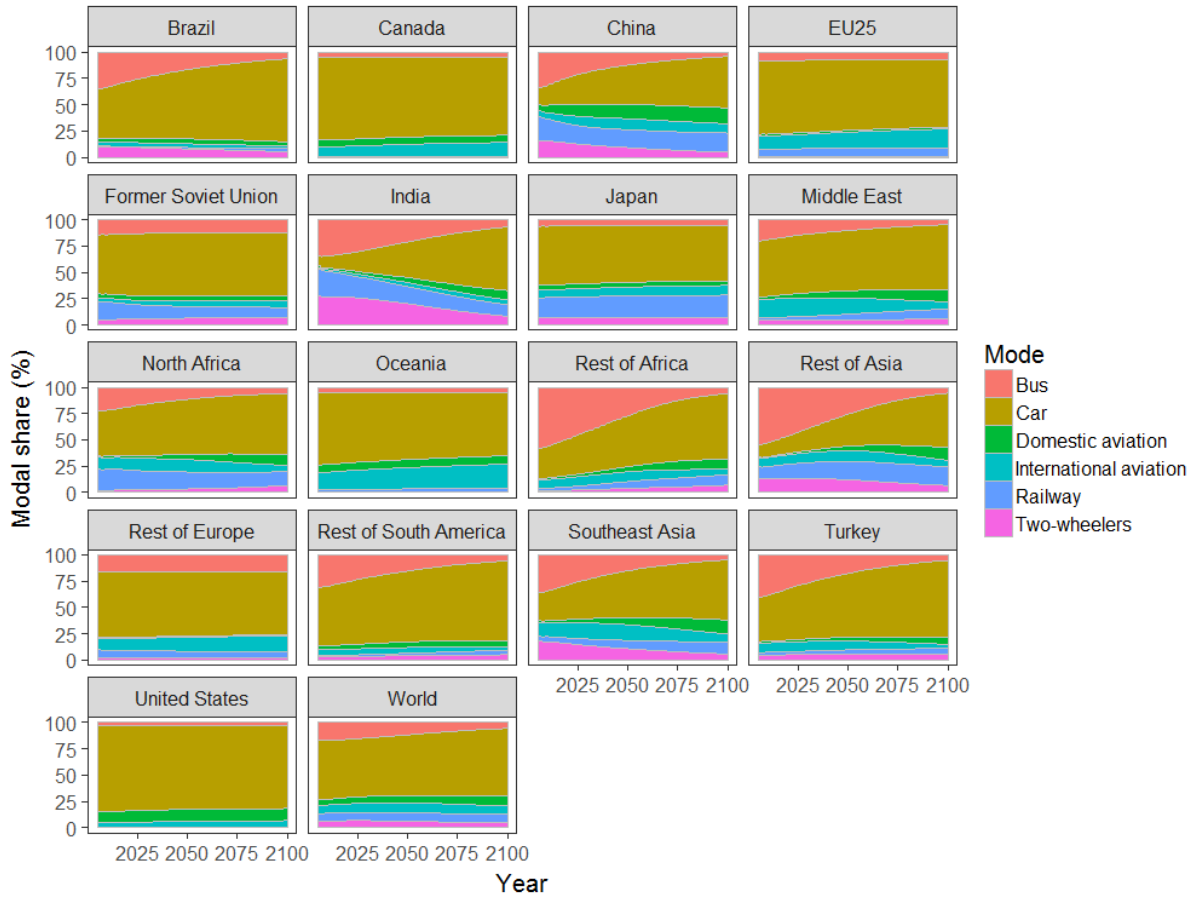 Brazil
Canada
China
EU25
100
75
50
25
0
Former Soviet Union
India
Japan
Middle East
100
75
50
25
0
North Africa
Oceania
Rest of Africa
Rest of Asia
100
75
50
25
0
Rest of Europe
Rest of South America
Southeast Asia
Turkey
100
75
50
25
0
2025 2050 2075 2100
2025 2050 2075 2100
United States
World
100
75
50
25
0
2025 2050 2075 2100
2025 2050 2075 2100
Year
Modal share (%)
Mode
Bus
Car
Domestic aviation
International aviation
Railway
Two-wheelers